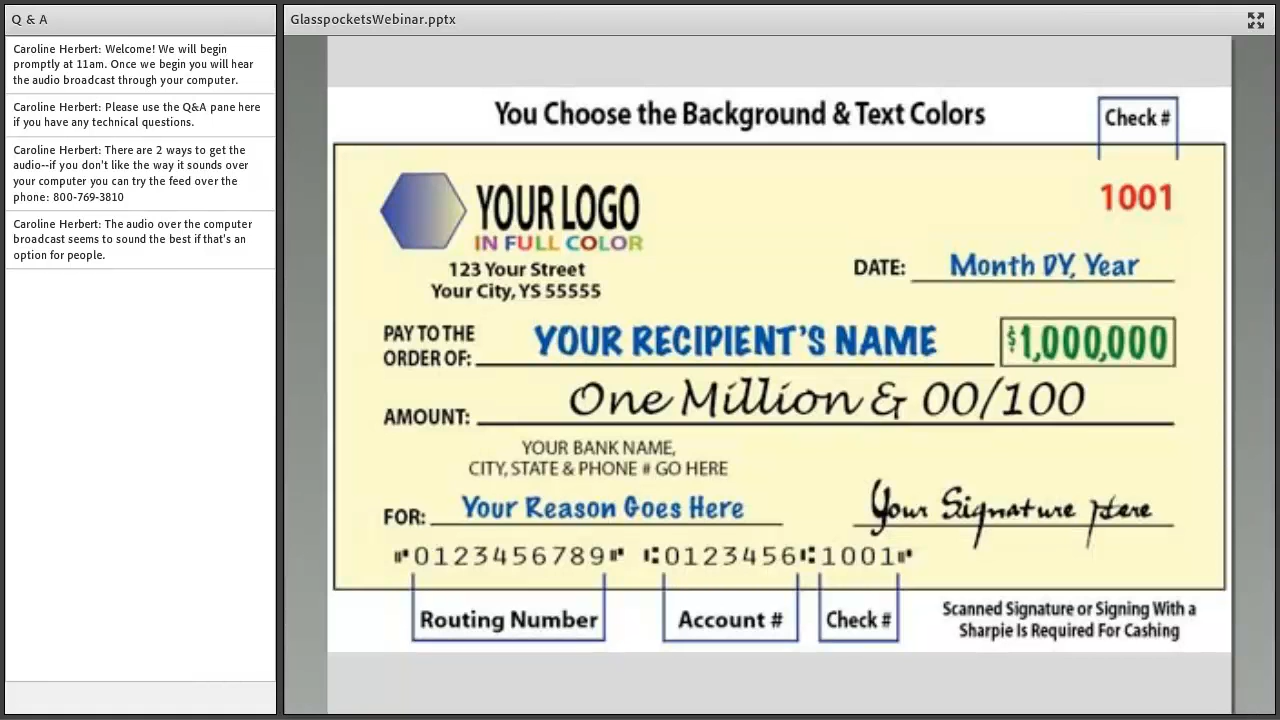 Q & A
Caroline Herbert: Welcome! We will begin
promptly at 11am. Once we begin you will hear
the audio broadcast through your computer.
Caroline Herbert: Please use the Q&A pane here
if you have any technical questions.
Caroline Herbert: There are 2 ways to get the
audio--if you don't like the way it sounds over
your computer you can try the feed over the
phone: 800-769-3810
Caroline Herbert: The audio over the computer
broadcast seems to sound the best if that's an
option for people.
GlasspocketsWebinar.pptx
You Choose the Background & Text Colors
Check #
1001
YOUR LOGO
IN FULL COLOR
123 Your Street
Your City, YS 55555
DATE: Month DY, Year
PAY TO THE
ORDER OF: YOUR RECIPIENT'S NAME $1,000,000
AMOUNT: One Million & 00/100
YOUR BANK NAME,
CITY, STATE & PHONE # GO HERE
FOR: Your Reason Goes Here Your Signature Here
⑈0123456789⑈ ⑆0123456⑆1001⑈
Routing Number Account # Check #
Scanned Signature or Signing With a
Sharpie Is Required For Cashing